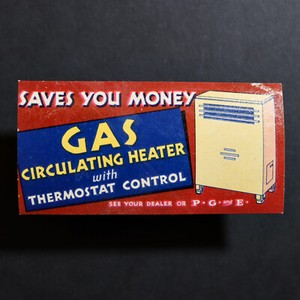 SAVES YOU MONEY
GAS
CIRCULATING HEATER
with
THERMOSTAT CONTROL
SEE YOUR DEALER OR P·G·and E·